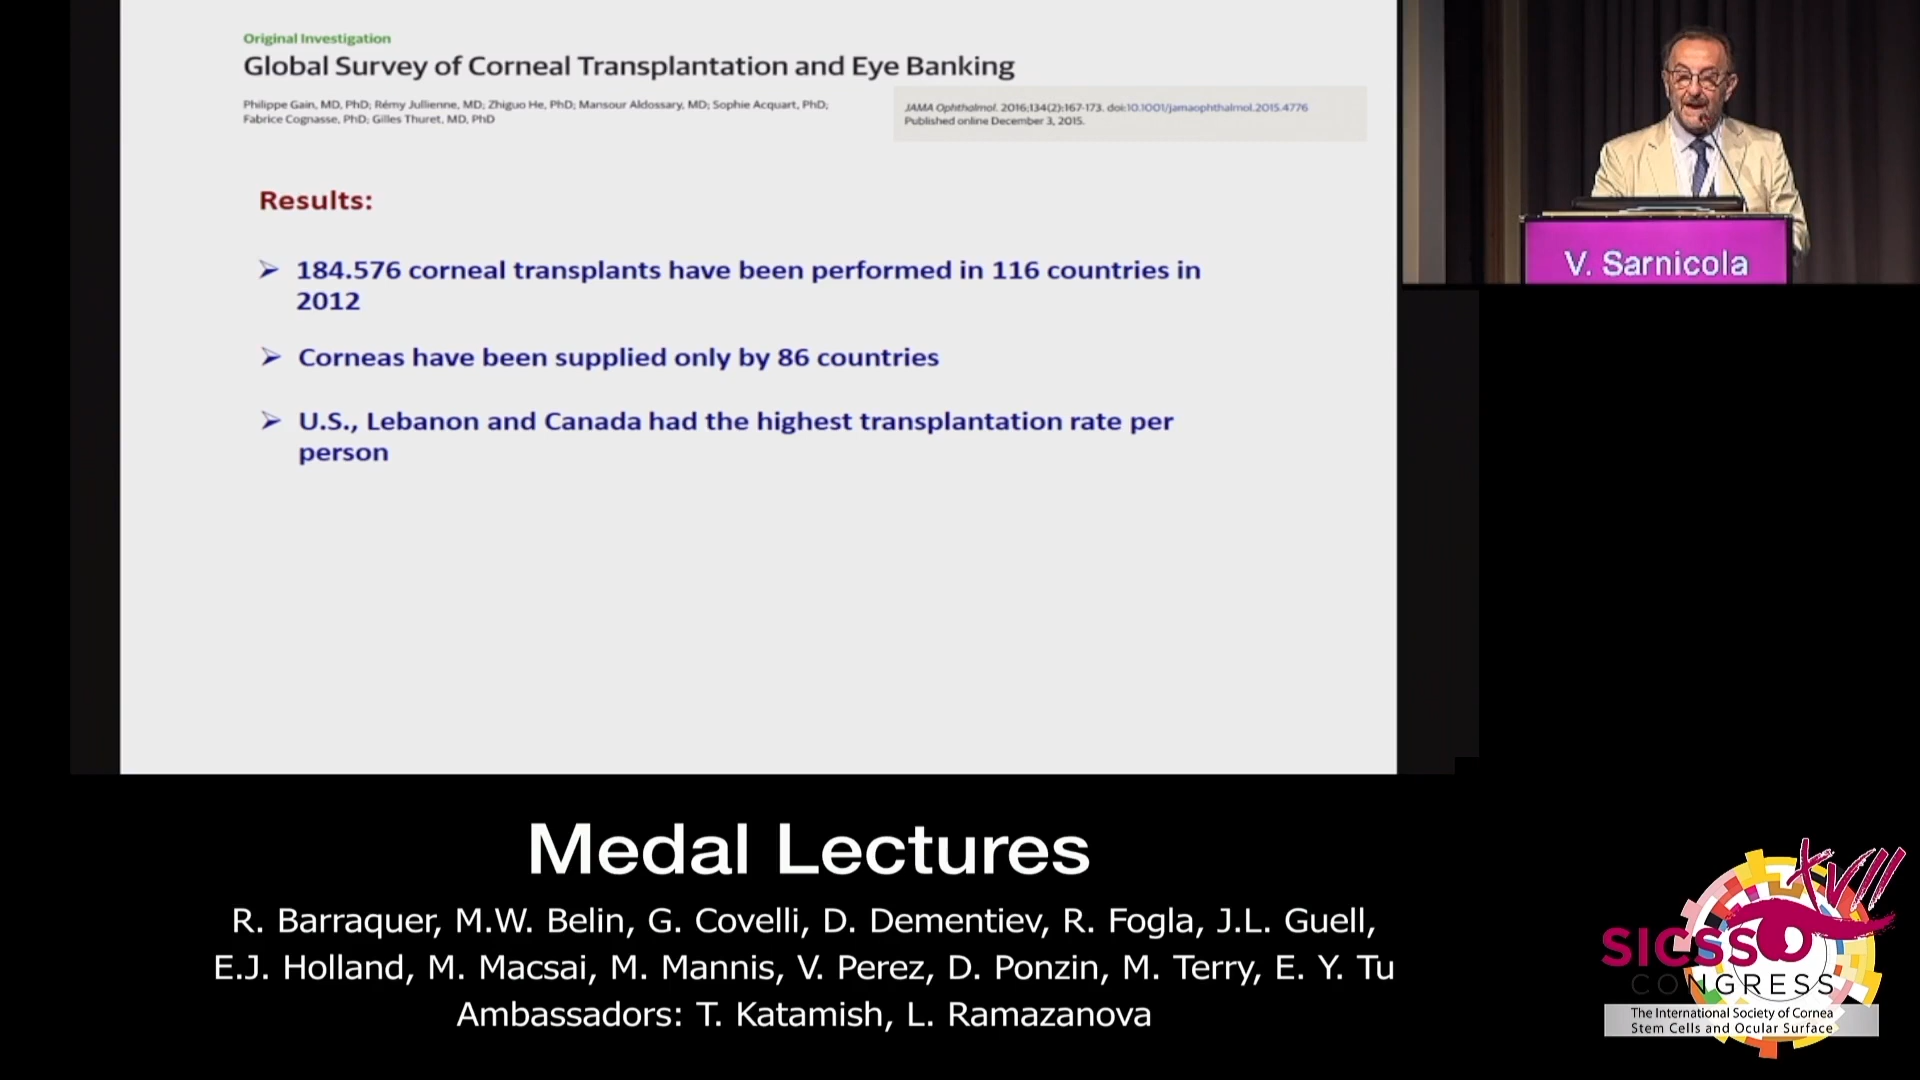 Original Investigation
Global Survey of Corneal Transplantation and Eye Banking
Philippe Gain, MD, PhD; Rémy Jullienne, MD; Zhiguo He, PhD; Mansour Aldossary, MD; Sophie Acquart, PhD;
Fabrice Cognasse, PhD; Gilles Thuret, MD, PhD
JAMA Ophthalmol. 2016;134(2):167-173. doi:10.1001/jamaophthalmol.2015.4776
Published online December 3, 2015.
Results:
➢ 184.576 corneal transplants have been performed in 116 countries in
2012
➢ Corneas have been supplied only by 86 countries
➢ U.S., Lebanon and Canada had the highest transplantation rate per
person
V. Sarnicola
Medal Lectures
R. Barraquer, M.W. Belin, G. Covelli, D. Dementiev, R. Fogla, J.L. Guell,
E.J. Holland, M. Macsai, M. Mannis, V. Perez, D. Ponzin, M. Terry, E. Y. Tu
Ambassadors: T. Katamish, L. Ramazanova
XVII
SICSSO
CONGRESS
The International Society of Cornea
Stem Cells and Ocular Surface